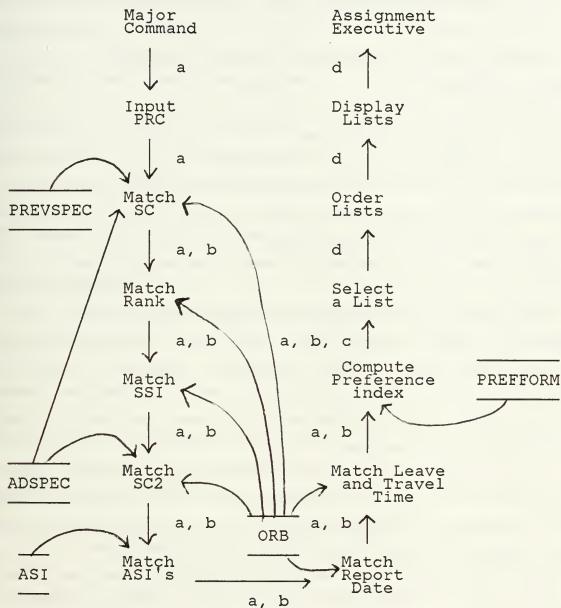 Major
Command
a
Input
PRC
a
PREVSPEC
Match
SC
a, b
Match
Rank
a, b
Match
SSI
a, b
ADSPEC
Match
SC2
a, b
ASI
Match
ASI's
a, b
ORB
Match
Report
Date
a, b
Match Leave
and Travel
Time
a, b
Compute
Preference
index
PREFFORM
a, b, c
Select
a List
d
Order
Lists
d
Display
Lists
d
Assignment
Executive